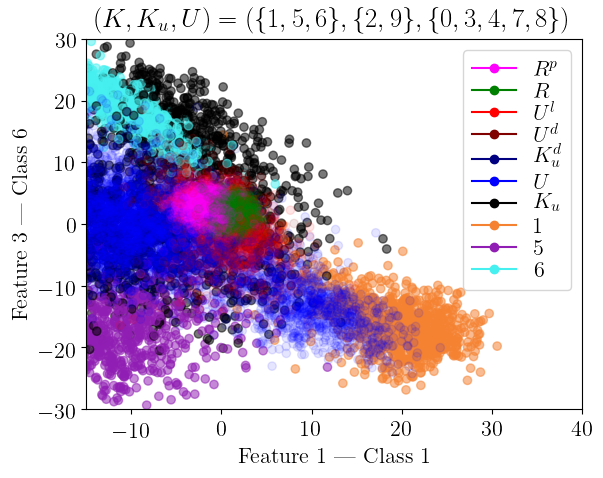 (K, K_u, U) = ({1, 5, 6}, {2, 9}, {0, 3, 4, 7, 8})
30
20
10
0
−10
−20
−30
Feature 3 — Class 6
R^p
R
U^l
U^d
K_u^d
U
K_u
1
5
6
−10
0
10
20
30
40
Feature 1 — Class 1